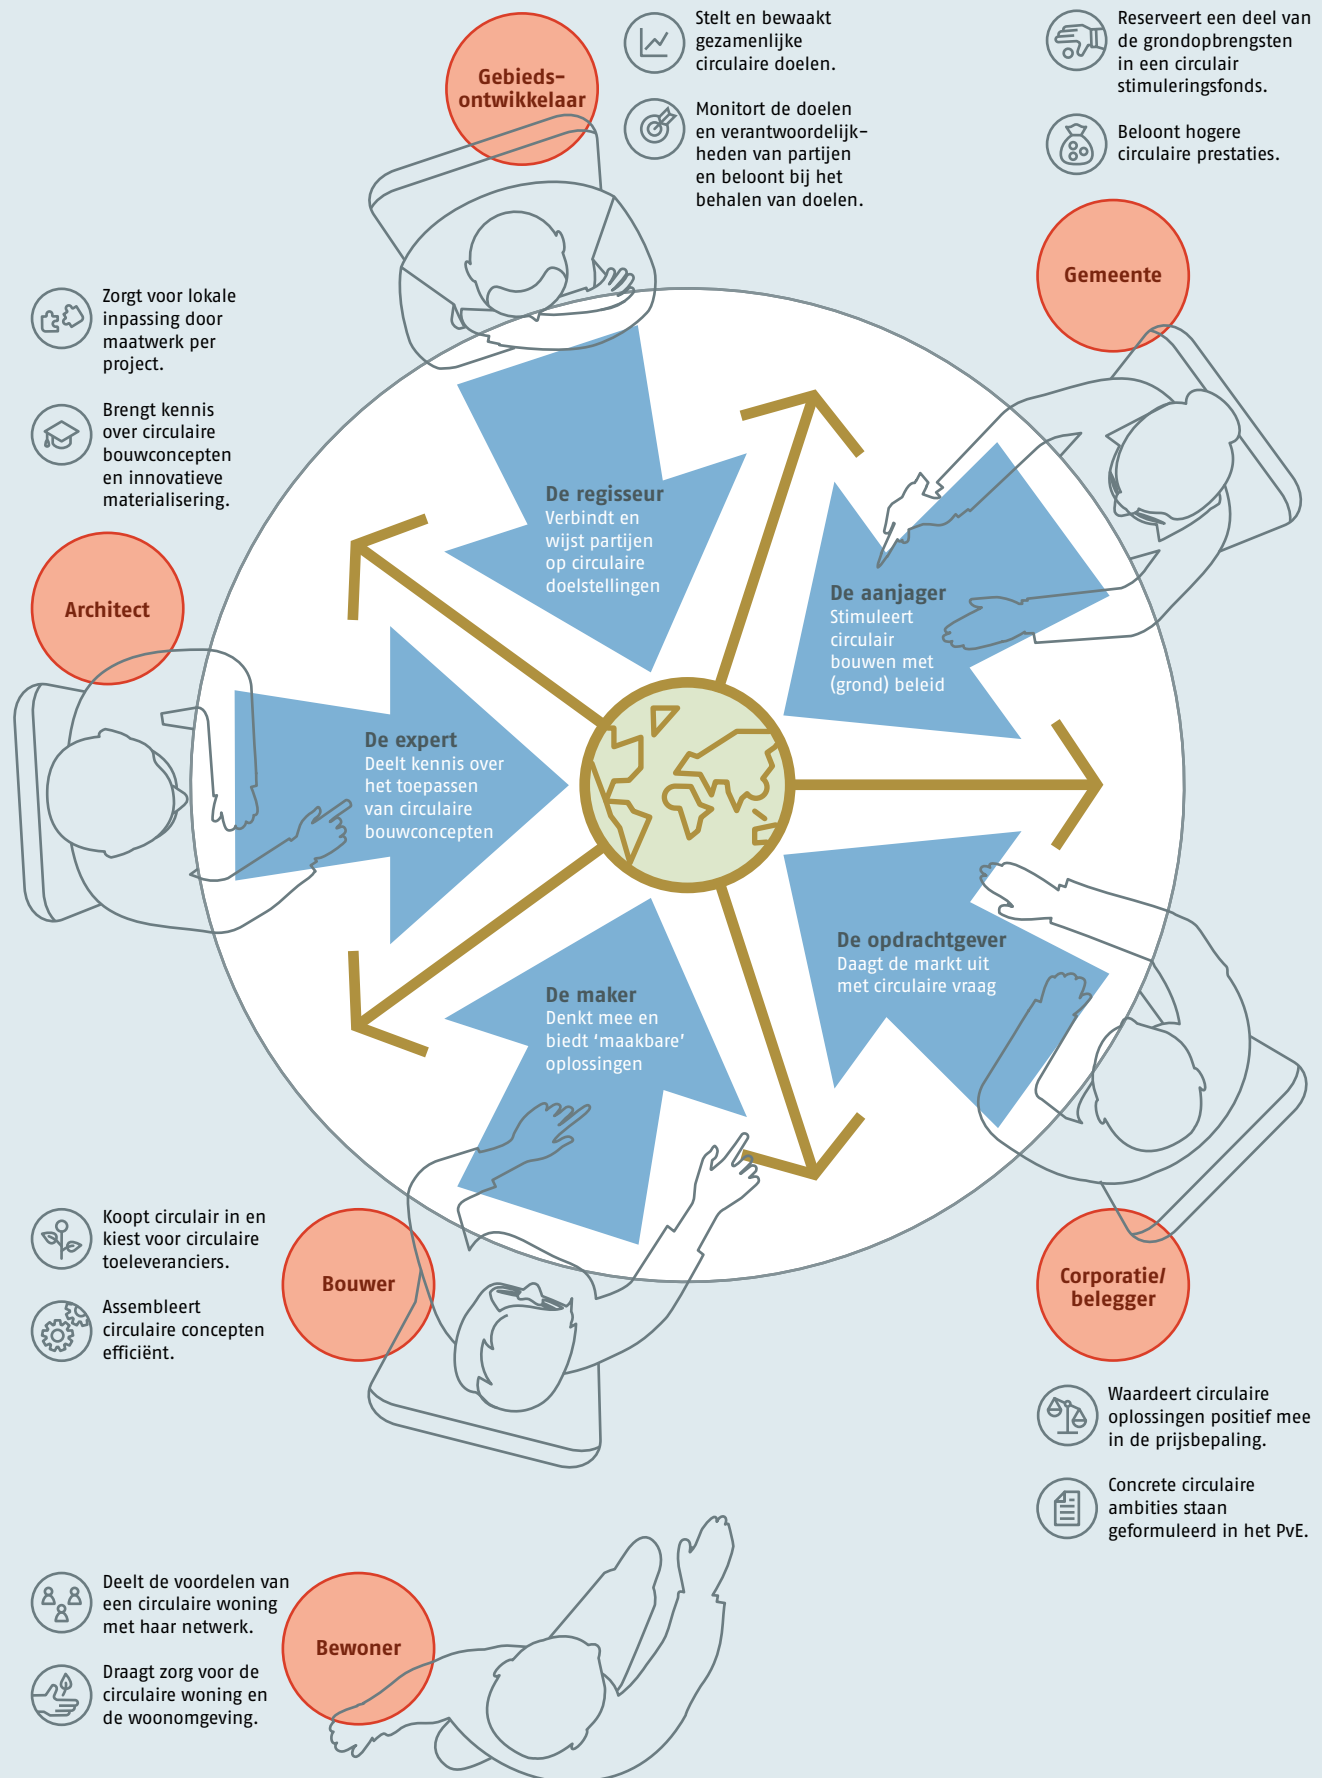 Gebieds-
ontwikkelaar
Stelt en bewaakt
gezamenlijke
circulaire doelen.
Monitort de doelen
en verantwoordelijk-
heden van partijen
en beloont bij het
behalen van doelen.
Reserveert een deel van
de grondopbrengsten
in een circulair
stimuleringsfonds.
Beloont hogere
circulaire prestaties.
Gemeente
Zorgt voor lokale
inpassing door
maatwerk per
project.
Brengt kennis
over circulaire
bouwconcepten
en innovatieve
materialisering.
Architect
De regisseur
Verbindt en
wijst partijen
op circulaire
doelstellingen
De aanjager
Stimuleert
circulair
bouwen met
(grond) beleid
De expert
Deelt kennis over
het toepassen
van circulaire
bouwconcepten
De opdrachtgever
Daagt de markt uit
met circulaire vraag
De maker
Denkt mee en
biedt ‘maakbare’
oplossingen
Koopt circulair in en
kiest voor circulaire
toeleveranciers.
Assembleert
circulaire concepten
efficiënt.
Bouwer
Corporatie/
belegger
Waardeert circulaire
oplossingen positief mee
in de prijsbepaling.
Concrete circulaire
ambities staan
geformuleerd in het PvE.
Deelt de voordelen van
een circulaire woning
met haar netwerk.
Draagt zorg voor de
circulaire woning en
de woonomgeving.
Bewoner